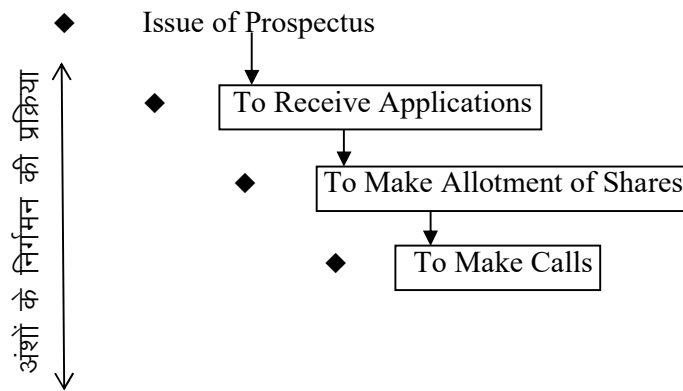 Issue of Prospectus
अंशों के निर्गमन की प्रक्रिया
To Receive Applications
To Make Allotment of Shares
To Make Calls